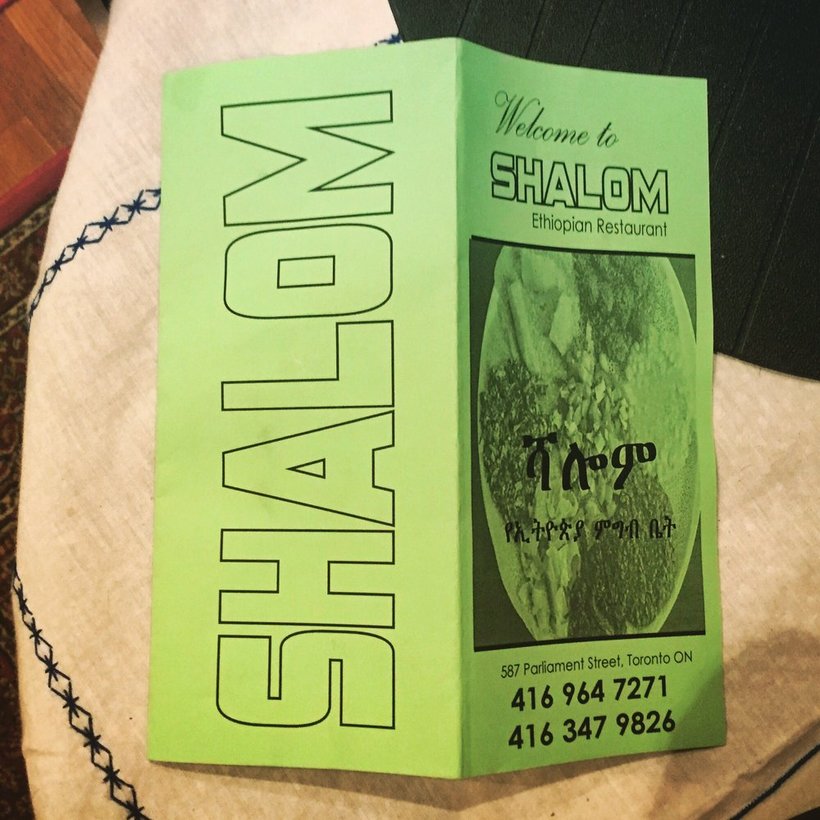 SHALOM
Welcome to
SHALOM
Ethiopian Restaurant
ሻሎም
የኢትዮጵያ ምግብ ቤት
587 Parliament Street, Toronto ON
416 964 7271
416 347 9826